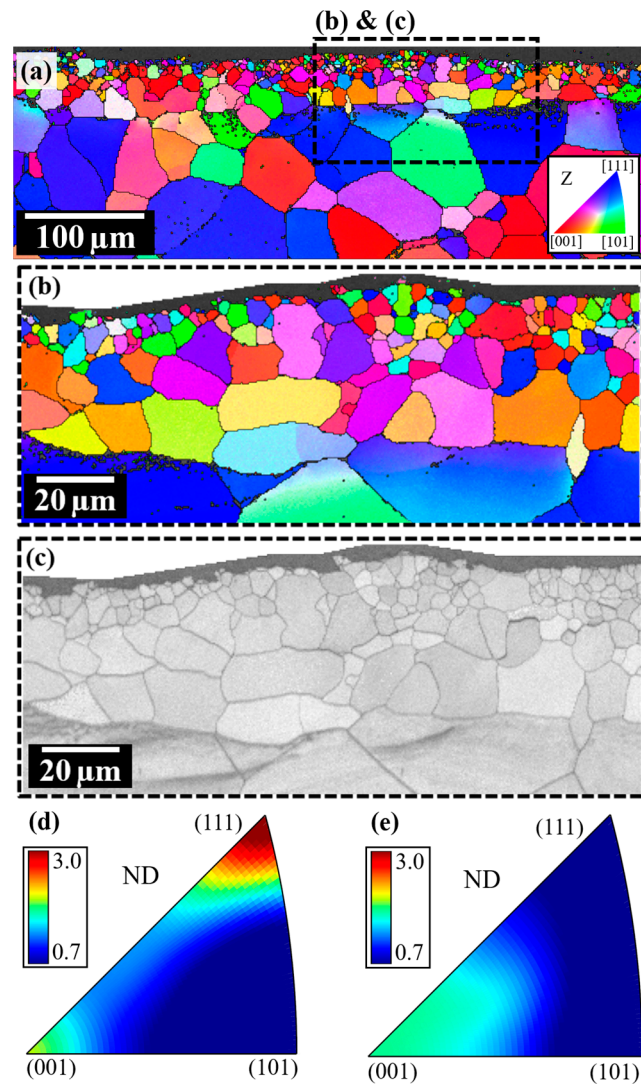 (b) & (c)
(a)
Z
[111]
[001]
[101]
100 µm
(b)
20 µm
(c)
20 µm
(d)
(e)
(111)
(111)
3.0
0.7
ND
3.0
0.7
ND
(001)
(101)
(001)
(101)